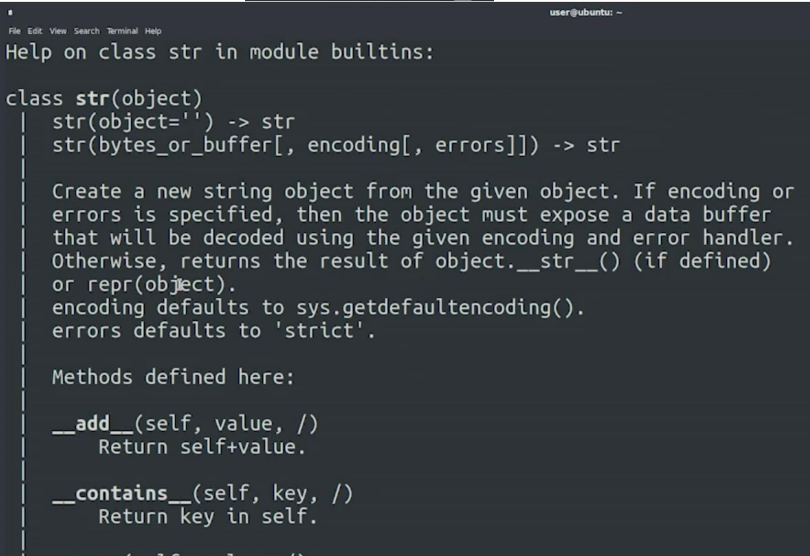 user@ubuntu: ~
File Edit View Search Terminal Help
Help on class str in module builtins:
class str(object)
 |  str(object='') -> str
 |  str(bytes_or_buffer[, encoding[, errors]]) -> str
 |
 |  Create a new string object from the given object. If encoding or
 |  errors is specified, then the object must expose a data buffer
 |  that will be decoded using the given encoding and error handler.
 |  Otherwise, returns the result of object.__str__() (if defined)
 |  or repr(object).
 |  encoding defaults to sys.getdefaultencoding().
 |  errors defaults to 'strict'.
 |
 |  Methods defined here:
 |
 |  __add__(self, value, /)
 |      Return self+value.
 |
 |  __contains__(self, key, /)
 |      Return key in self.
 |